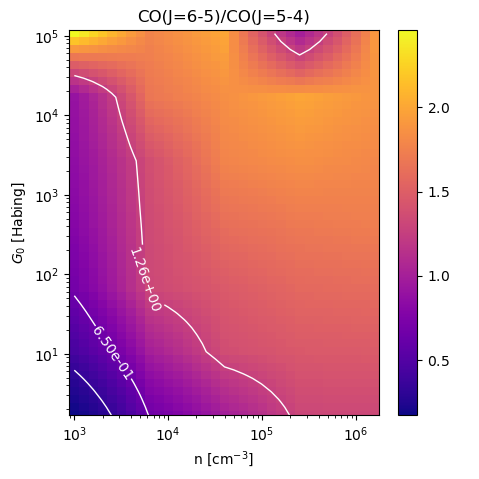 CO(J=6-5)/CO(J=5-4)
10⁵
10⁴
10³
10²
10¹
G₀ [Habing]
1.26e+00
6.50e-01
10³ 10⁴ 10⁵ 10⁶
n [cm⁻³]
2.0
1.5
1.0
0.5